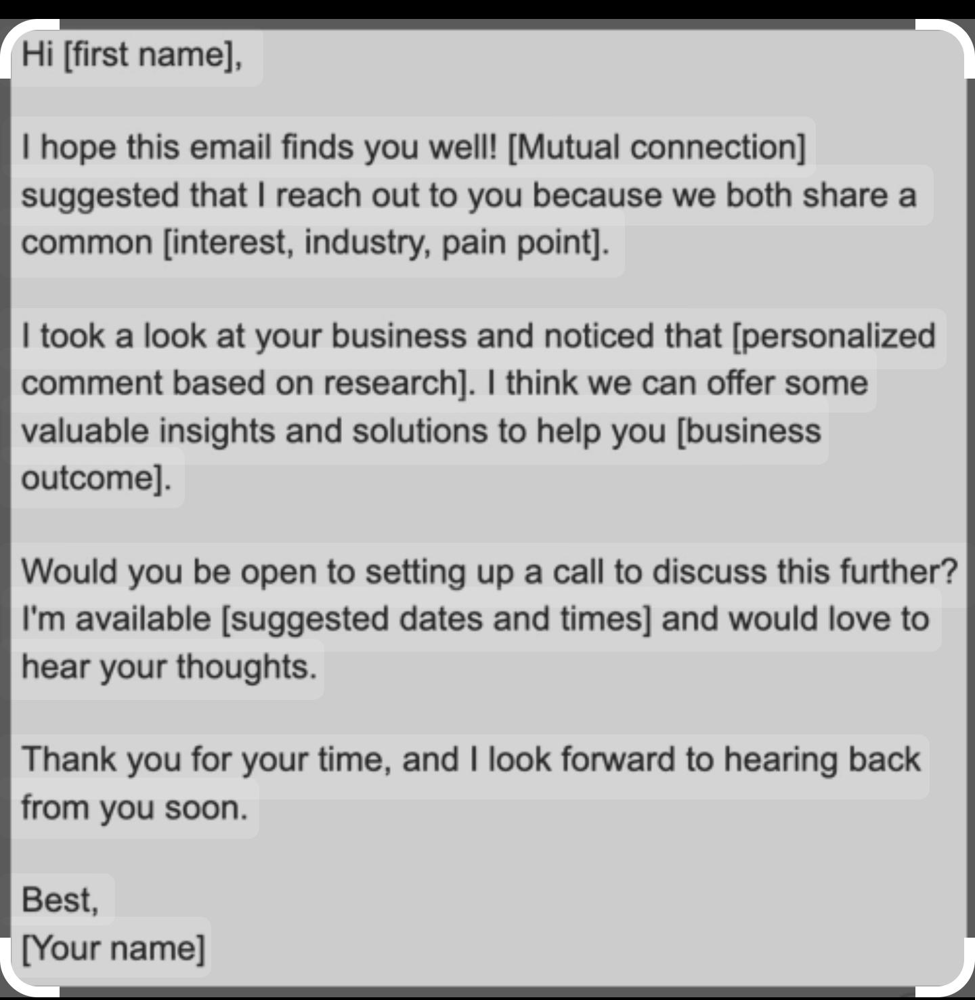 Hi [first name],
I hope this email finds you well! [Mutual connection]
suggested that I reach out to you because we both share a
common [interest, industry, pain point].
I took a look at your business and noticed that [personalized
comment based on research]. I think we can offer some
valuable insights and solutions to help you [business
outcome].
Would you be open to setting up a call to discuss this further?
I'm available [suggested dates and times] and would love to
hear your thoughts.
Thank you for your time, and I look forward to hearing back
from you soon.
Best,
[Your name]